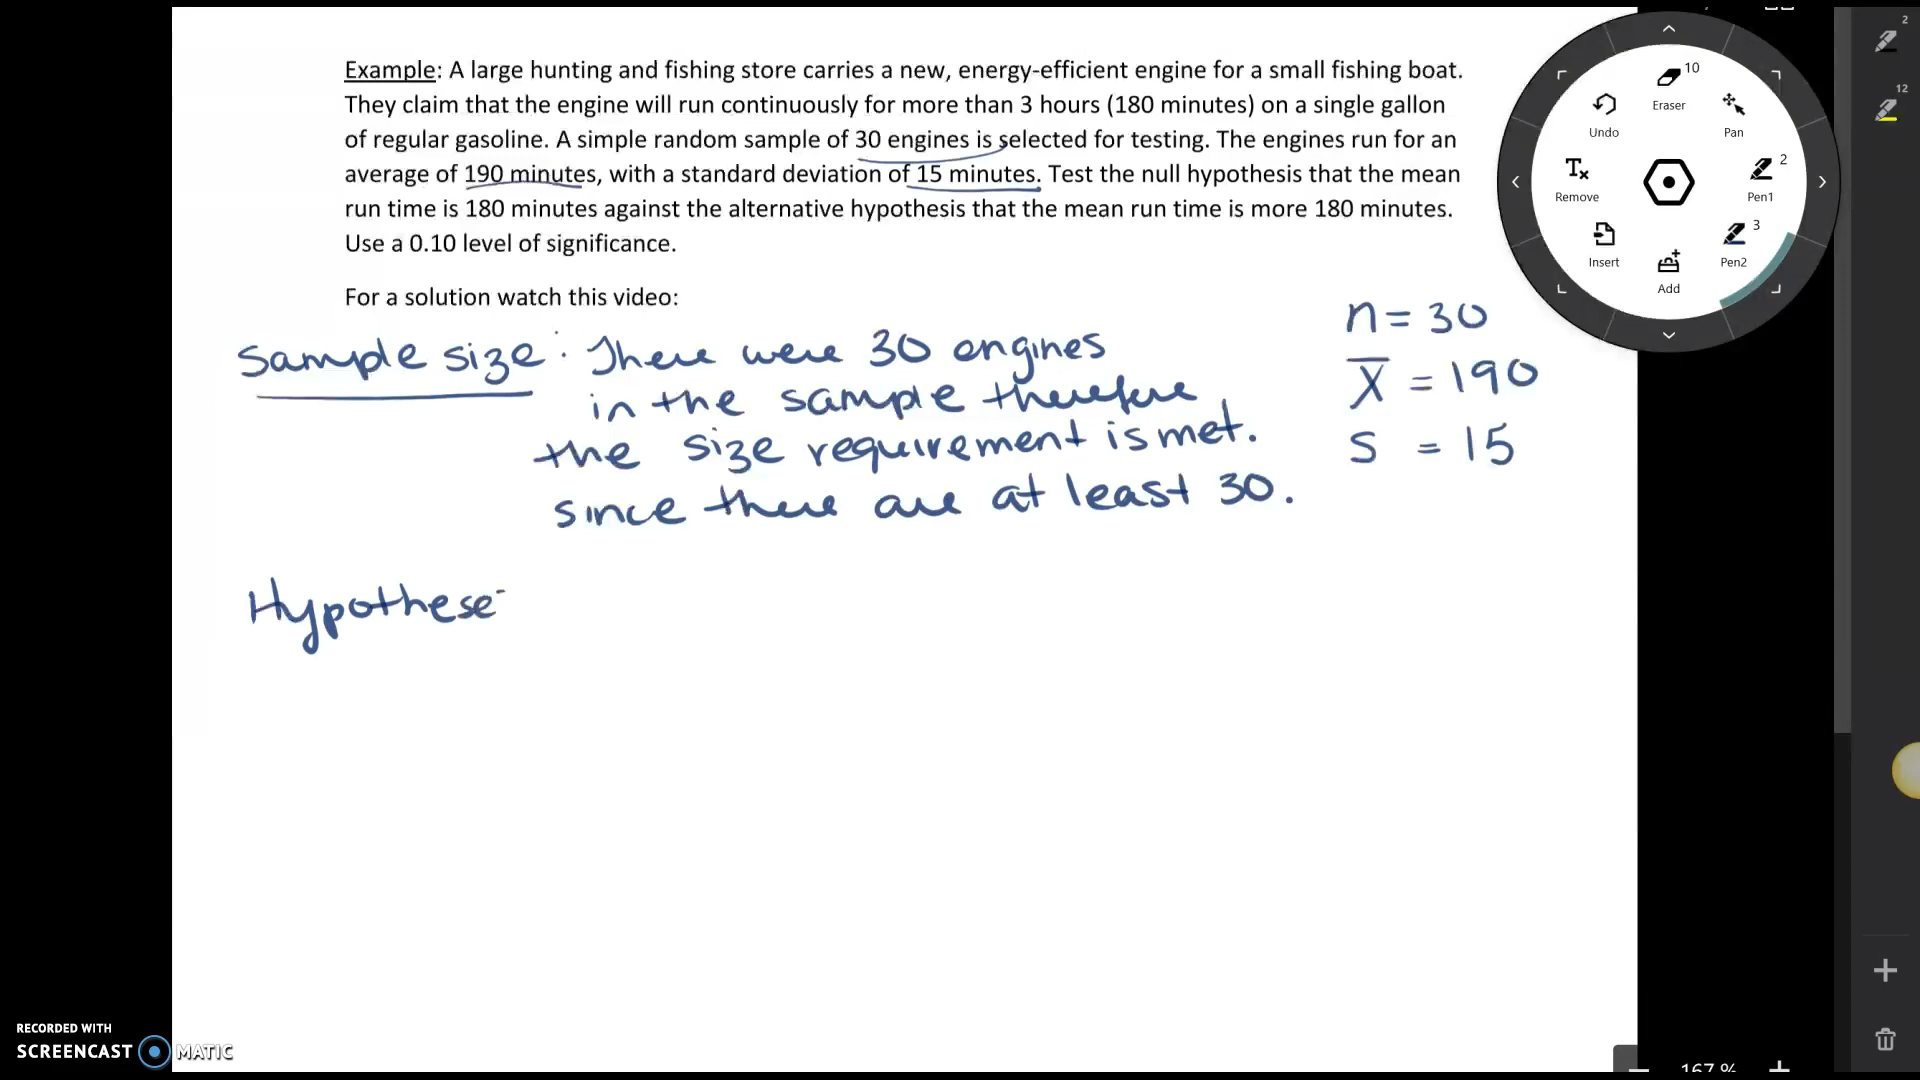 Example: A large hunting and fishing store carries a new, energy-efficient engine for a small fishing boat.
They claim that the engine will run continuously for more than 3 hours (180 minutes) on a single gallon
of regular gasoline. A simple random sample of 30 engines is selected for testing. The engines run for an
average of 190 minutes, with a standard deviation of 15 minutes. Test the null hypothesis that the mean
run time is 180 minutes against the alternative hypothesis that the mean run time is more 180 minutes.
Use a 0.10 level of significance.
For a solution watch this video:
Sample size: There were 30 engines
in the sample therefore
the size requirement is met.
since there are at least 30.
n = 30
x̄ = 190
s = 15
Hypothese
10
Eraser
Undo
Pan
Remove
2
Pen1
Insert
3
Pen2
Add
2
12
RECORDED WITH
SCREENCAST MATIC
167 %